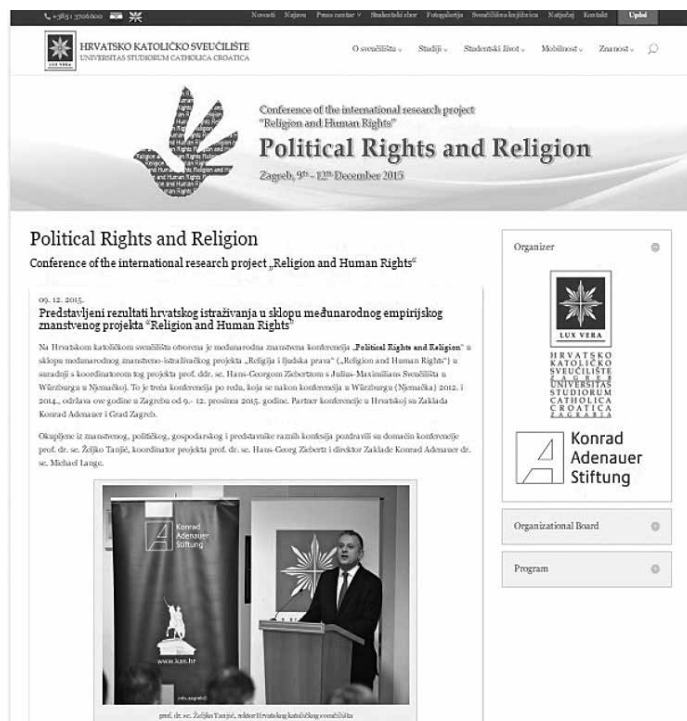 +385 1 3706600
Novosti Najava Press centar Studentski zbor Fotogalerija Sveučilišna knjižnica Natječaj Kontakt Upisi
HRVATSKO KATOLIČKO SVEUČILIŠTE
UNIVERSITAS STUDIORUM CATHOLICA CROATICA
LUX VERA
O sveučilištu Studiji Studentski život Mobilnost Znanost
Conference of the international research project
"Religion and Human Rights"
Political Rights and Religion
Zagreb, 9th - 12th December 2015
Political Rights and Religion
Conference of the international research project „Religion and Human Rights“
09. 12. 2015.
Predstavljeni rezultati hrvatskog istraživanja u sklopu međunarodnog empirijskog
znanstvenog projekta “Religion and Human Rights”
Na Hrvatskom katoličkom sveučilištu otvorena je međunarodna znanstvena konferencija „Political Rights and Religion“ u
sklopu međunarodnog znanstveno-istraživačkog projekta „Religija i ljudska prava“ („Religion and Human Rights“) u
suradnji s koordinatorom tog projekta prof. ddr. sc. Hans-Georgom Ziebertzom s Julius-Maximilians Sveučilišta u
Würzburgu u Njemačkoj. To je treća konferencija po redu, koja se nakon konferencija u Würzburgu (Njemačka) 2012. i
2014., održava ove godine u Zagrebu od 9.- 12. prosinca 2015. godine. Partner konferencije u Hrvatskoj su Zaklada
Konrad Adenauer i Grad Zagreb.
Okupljene iz znanstvenog, političkog, gospodarskog i predstavnike raznih konfesija pozdravili su domaćin konferencije
prof. dr. sc. Željko Tanjić, koordinator projekta prof. dr. sc. Hans-Georg Ziebertz i direktor Zaklade Konrad Adenauer dr.
sc. Michael Lange.
Konrad
Adenauer
Stiftung
www.kas.hr
prof. dr. sc. Željko Tanjić, rektor Hrvatskog katoličkog sveučilišta
Organizer
LUX VERA
HRVATSKO
KATOLIČKO
SVEUČILIŠTE
ZAGREB
UNIVERSITAS
STUDIORUM
CATHOLICA
CROATICA
ZAGRABIA
Konrad
Adenauer
Stiftung
Organizational Board
Program